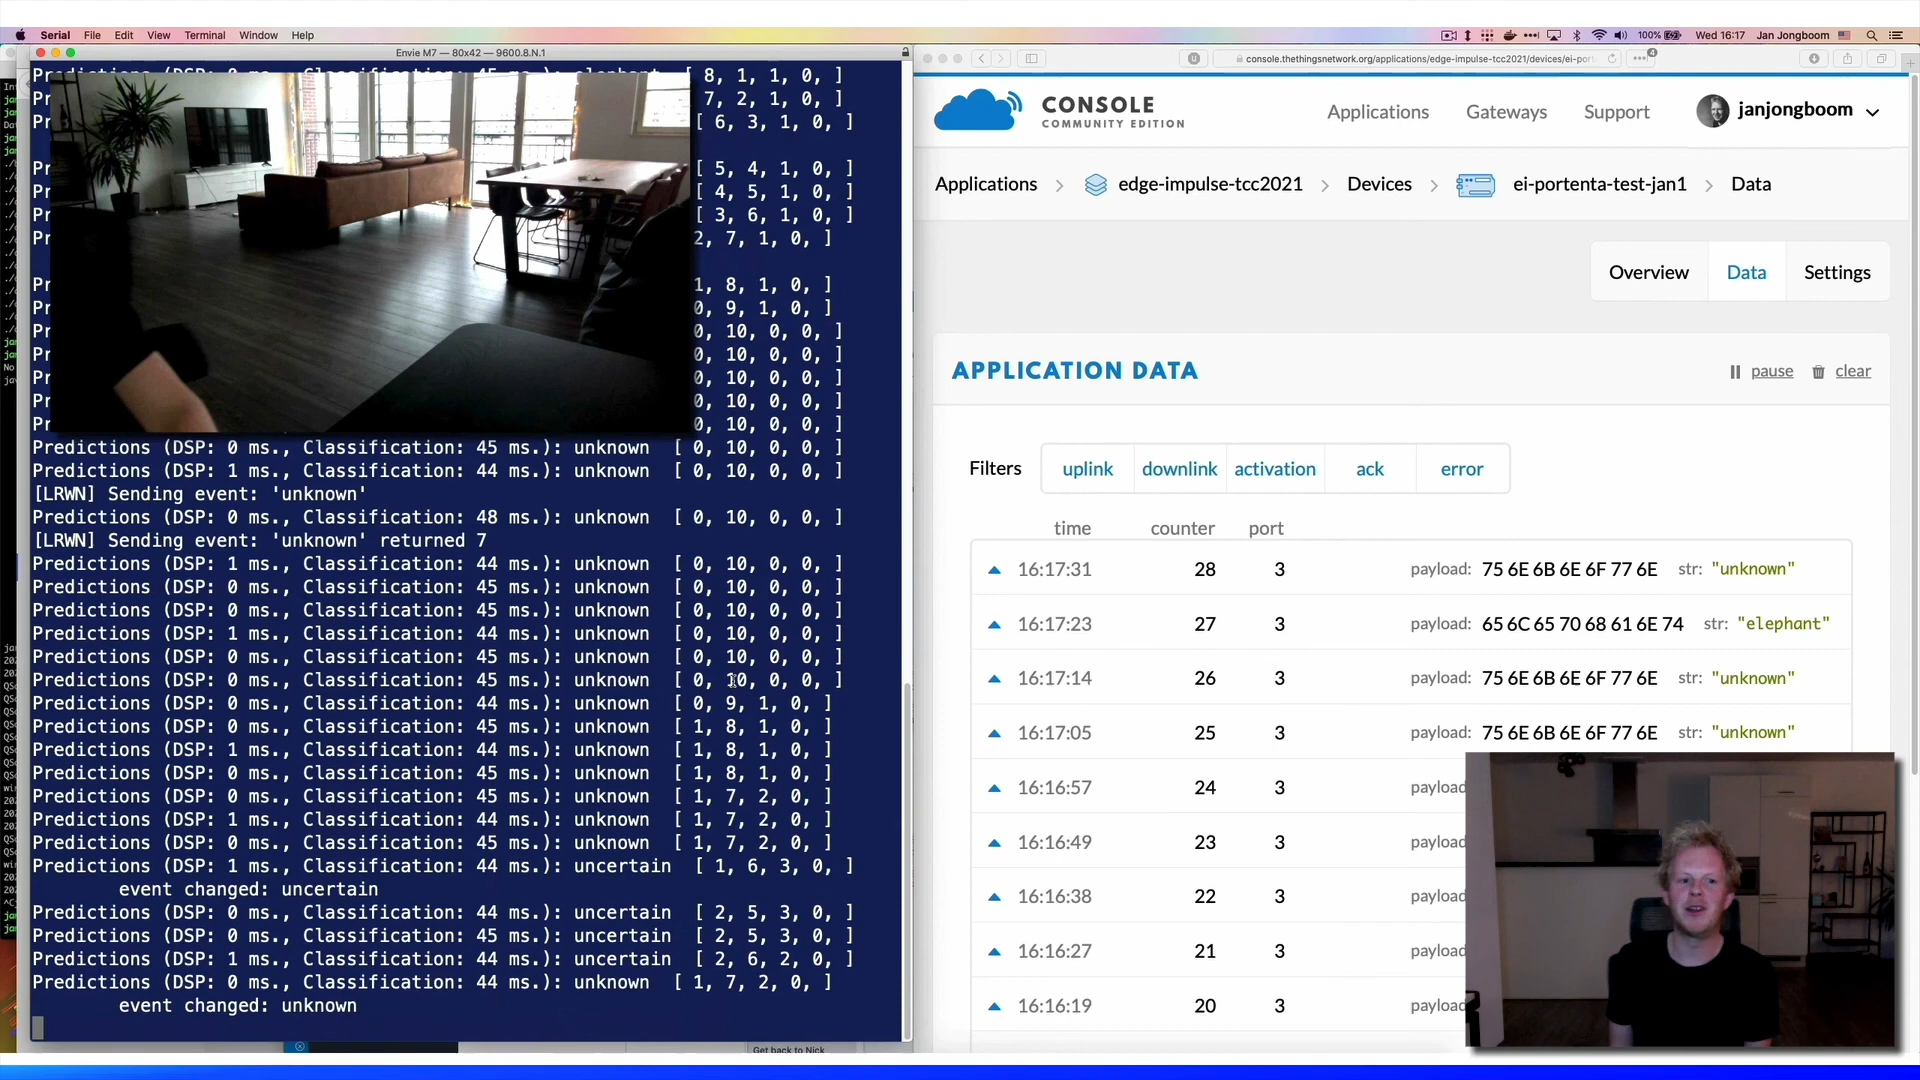 Serial File Edit View Terminal Window Help
100% Wed 16:17 Jan Jongboom
Envie M7 — 80x42 — 9600.8.N.1
[ 8, 1, 1, 0, ]
7, 2, 1, 0, ]
[ 6, 3, 1, 0, ]
[ 5, 4, 1, 0, ]
[ 4, 5, 1, 0, ]
[ 3, 6, 1, 0, ]
2, 7, 1, 0, ]
1, 8, 1, 0, ]
0, 9, 1, 0, ]
0, 10, 0, 0, ]
0, 10, 0, 0, ]
0, 10, 0, 0, ]
0, 10, 0, 0, ]
0, 10, 0, 0, ]
Predictions (DSP: 0 ms., Classification: 45 ms.): unknown [ 0, 10, 0, 0, ]
Predictions (DSP: 1 ms., Classification: 44 ms.): unknown [ 0, 10, 0, 0, ]
[LRWN] Sending event: 'unknown'
Predictions (DSP: 0 ms., Classification: 48 ms.): unknown [ 0, 10, 0, 0, ]
[LRWN] Sending event: 'unknown' returned 7
Predictions (DSP: 1 ms., Classification: 44 ms.): unknown [ 0, 10, 0, 0, ]
Predictions (DSP: 0 ms., Classification: 45 ms.): unknown [ 0, 10, 0, 0, ]
Predictions (DSP: 0 ms., Classification: 45 ms.): unknown [ 0, 10, 0, 0, ]
Predictions (DSP: 1 ms., Classification: 44 ms.): unknown [ 0, 10, 0, 0, ]
Predictions (DSP: 0 ms., Classification: 45 ms.): unknown [ 0, 10, 0, 0, ]
Predictions (DSP: 0 ms., Classification: 45 ms.): unknown [ 0, 10, 0, 0, ]
Predictions (DSP: 1 ms., Classification: 44 ms.): unknown [ 0, 9, 1, 0, ]
Predictions (DSP: 0 ms., Classification: 45 ms.): unknown [ 1, 8, 1, 0, ]
Predictions (DSP: 1 ms., Classification: 44 ms.): unknown [ 1, 8, 1, 0, ]
Predictions (DSP: 0 ms., Classification: 45 ms.): unknown [ 1, 8, 1, 0, ]
Predictions (DSP: 0 ms., Classification: 45 ms.): unknown [ 1, 7, 2, 0, ]
Predictions (DSP: 1 ms., Classification: 44 ms.): unknown [ 1, 7, 2, 0, ]
Predictions (DSP: 0 ms., Classification: 45 ms.): unknown [ 1, 7, 2, 0, ]
Predictions (DSP: 1 ms., Classification: 44 ms.): uncertain [ 1, 6, 3, 0, ]
event changed: uncertain
Predictions (DSP: 0 ms., Classification: 44 ms.): uncertain [ 2, 5, 3, 0, ]
Predictions (DSP: 0 ms., Classification: 45 ms.): uncertain [ 2, 5, 3, 0, ]
Predictions (DSP: 1 ms., Classification: 44 ms.): uncertain [ 2, 6, 2, 0, ]
Predictions (DSP: 0 ms., Classification: 44 ms.): unknown [ 1, 7, 2, 0, ]
event changed: unknown
Get back to Nick
console.thethingsnetwork.org/applications/edge-impulse-tcc2021/devices/ei-port
CONSOLE
COMMUNITY EDITION
Applications Gateways Support janjongboom
Applications edge-impulse-tcc2021 Devices ei-portenta-test-jan1 Data
Overview Data Settings
APPLICATION DATA
pause clear
Filters uplink downlink activation ack error
time counter port
16:17:31 28 3 payload: 75 6E 6B 6E 6F 77 6E str: "unknown"
16:17:23 27 3 payload: 65 6C 65 70 68 61 6E 74 str: "elephant"
16:17:14 26 3 payload: 75 6E 6B 6E 6F 77 6E str: "unknown"
16:17:05 25 3 payload: 75 6E 6B 6E 6F 77 6E str: "unknown"
16:16:57 24 3 payload
16:16:49 23 3 payload
16:16:38 22 3 payload
16:16:27 21 3 payload
16:16:19 20 3 payload